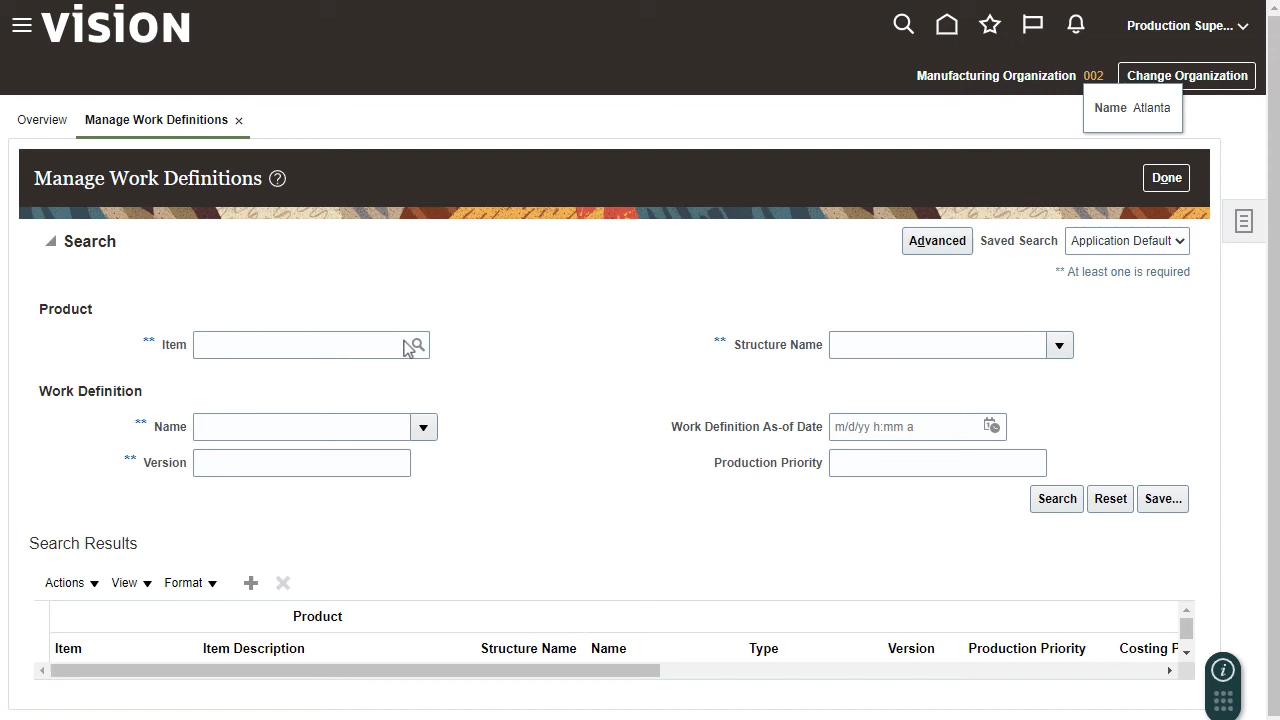 VISION
Production Supe...
Manufacturing Organization 002 Change Organization
Name Atlanta
Overview Manage Work Definitions ×
Manage Work Definitions ? Done
Search Advanced Saved Search Application Default
** At least one is required
Product
** Item ** Structure Name
Work Definition
** Name Work Definition As-of Date m/d/yy h:mm a
** Version Production Priority
Search Reset Save...
Search Results
Actions View Format
Product
Item Item Description Structure Name Name Type Version Production Priority Costing P